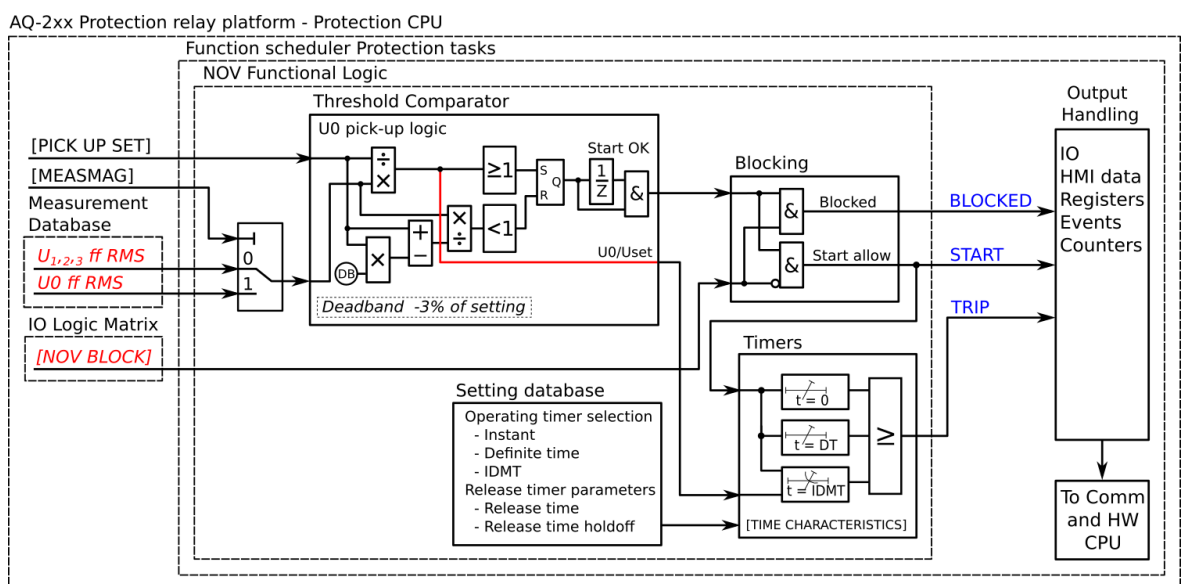 AQ-2xx Protection relay platform - Protection CPU
Function scheduler Protection tasks
NOV Functional Logic
Threshold Comparator
U0 pick-up logic
[PICK UP SET]
[MEASMAG]
Measurement
Database
U1,2,3 ff RMS
U0 ff RMS
0
1
IO Logic Matrix
[NOV BLOCK]
÷
×
≥1
S
R
Q
Start OK
1
Z
&
×
÷
<1
+
−
×
DB
U0/Uset
Deadband -3% of setting
Blocking
&
Blocked
&
Start allow
BLOCKED
START
TRIP
Output
Handling
IO
HMI data
Registers
Events
Counters
To Comm
and HW
CPU
Setting database
Operating timer selection
- Instant
- Definite time
- IDMT
Release timer parameters
- Release time
- Release time holdoff
Timers
t = 0
t = DT
t = IDMT
≥
[TIME CHARACTERISTICS]